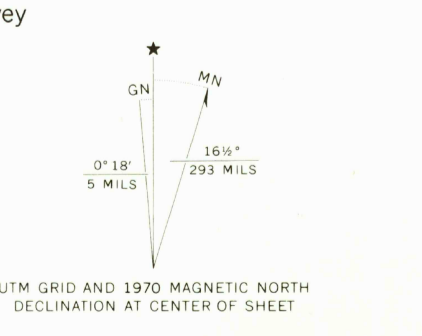 ey
★
GN MN
0° 18' 16½°
5 MILS 293 MILS
UTM GRID AND 1970 MAGNETIC NORTH
DECLINATION AT CENTER OF SHEET